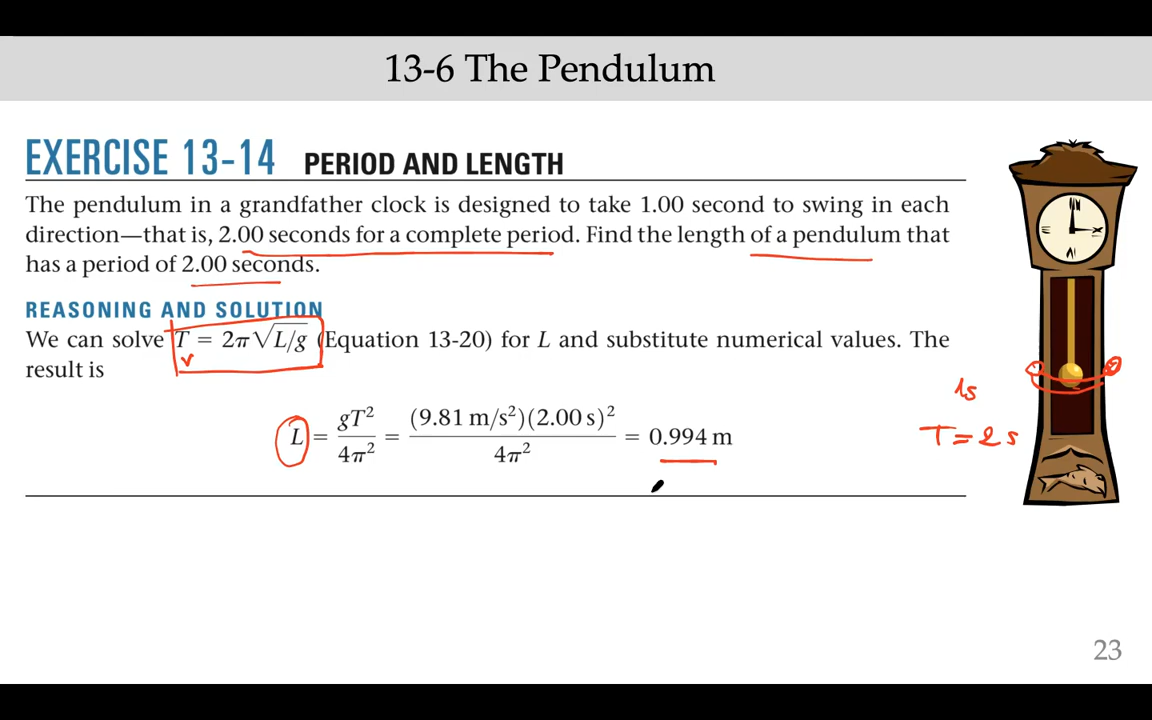 13-6 The Pendulum
EXERCISE 13-14 PERIOD AND LENGTH
The pendulum in a grandfather clock is designed to take 1.00 second to swing in each
direction—that is, 2.00 seconds for a complete period. Find the length of a pendulum that
has a period of 2.00 seconds.
REASONING AND SOLUTION
We can solve T = 2π√L/g (Equation 13-20) for L and substitute numerical values. The
result is
L = gT²/4π² = (9.81 m/s²)(2.00 s)²/4π² = 0.994 m
1s
T = 2 s
23